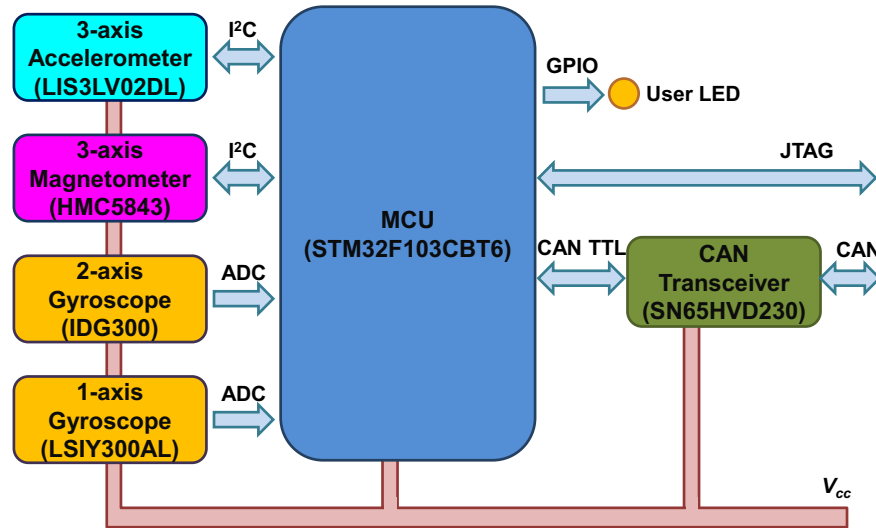 3-axis
Accelerometer
(LIS3LV02DL)
I²C
3-axis
Magnetometer
(HMC5843)
I²C
2-axis
Gyroscope
(IDG300)
ADC
1-axis
Gyroscope
(LSIY300AL)
ADC
MCU
(STM32F103CBT6)
GPIO
User LED
JTAG
CAN TTL
CAN
Transceiver
(SN65HVD230)
CAN
Vcc